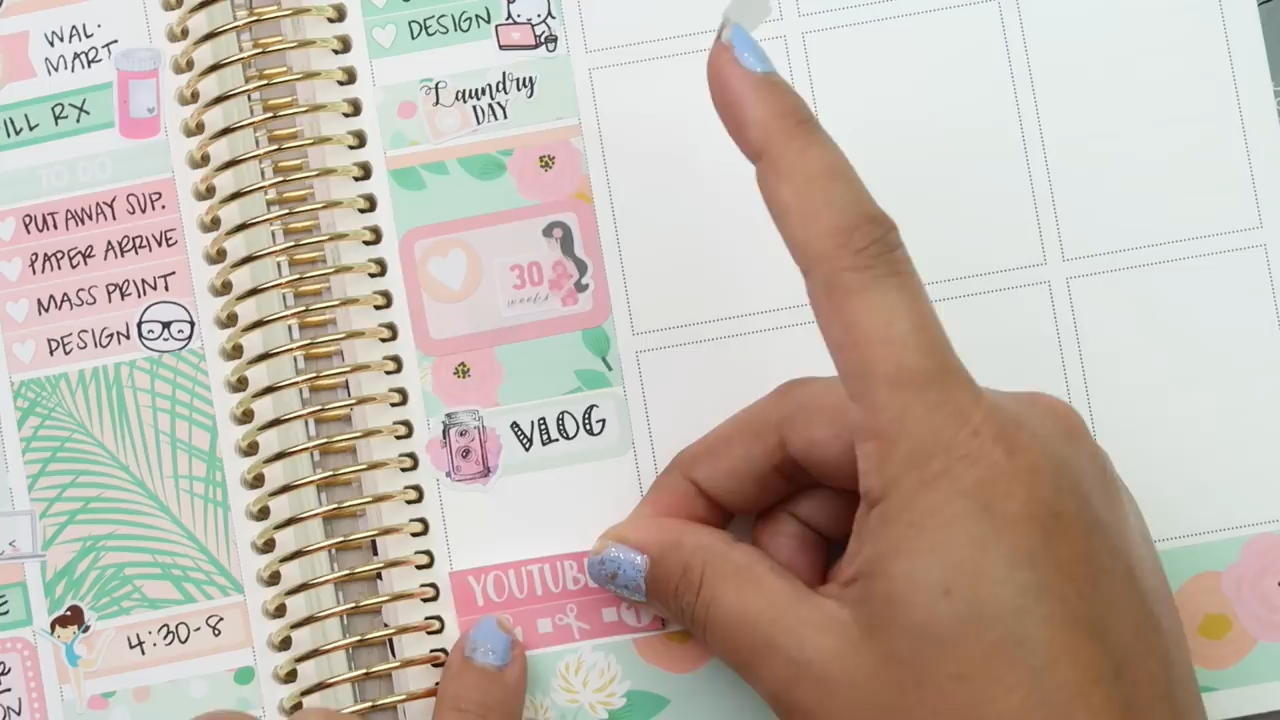 WAL-
MART
ILL RX
TO DO
PUT AWAY SUP.
PAPER ARRIVE
MASS PRINT
DESIGN
4:30-8
DESIGN
Laundry
DAY
30
weeks
VLOG
YOUTUB